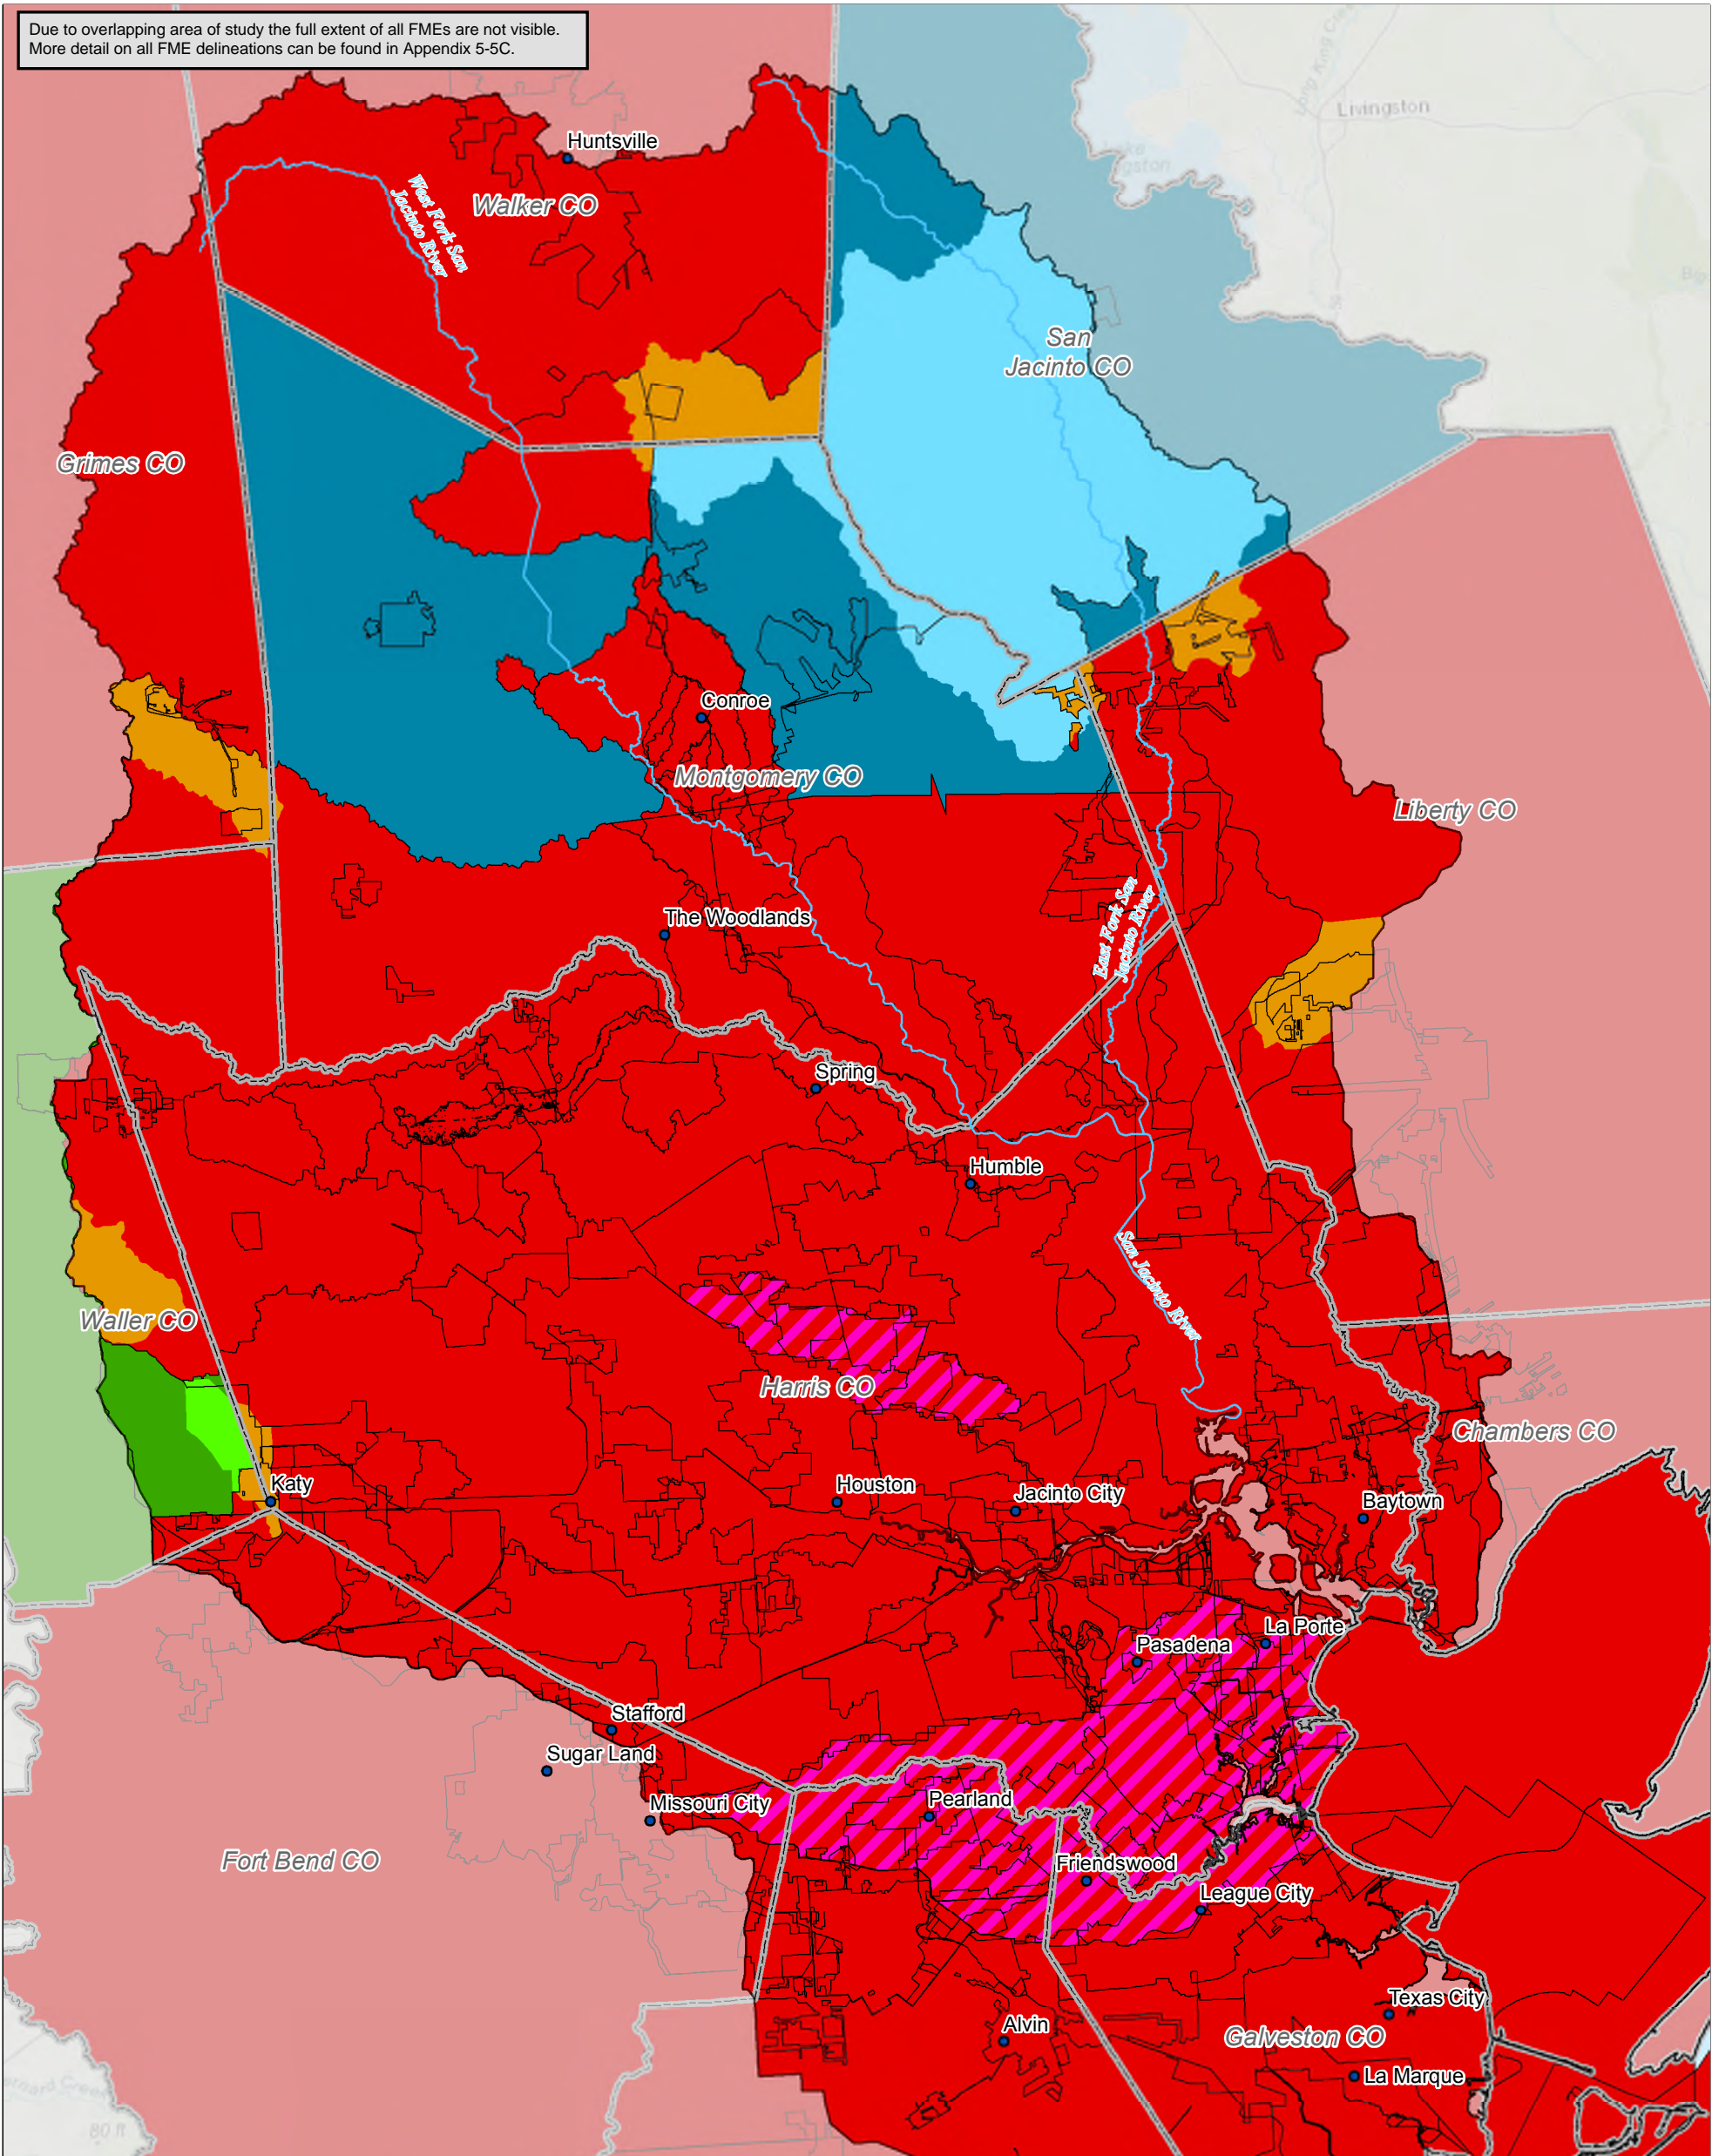 Due to overlapping area of study the full extent of all FMEs are not visible.
More detail on all FME delineations can be found in Appendix 5-5C.
Livingston
Huntsville
West Fork San
Jacinto River
Walker CO
San
Jacinto CO
Grimes CO
Conroe
Montgomery CO
Liberty CO
The Woodlands
East Fork San
Jacinto River
Spring
Humble
San Jacinto River
Waller CO
Harris CO
Chambers CO
Katy
Houston
Jacinto City
Baytown
La Porte
Pasadena
Stafford
Sugar Land
Missouri City
Pearland
Fort Bend CO
Friendswood
League City
Texas City
Alvin
Galveston CO
La Marque
80 ft